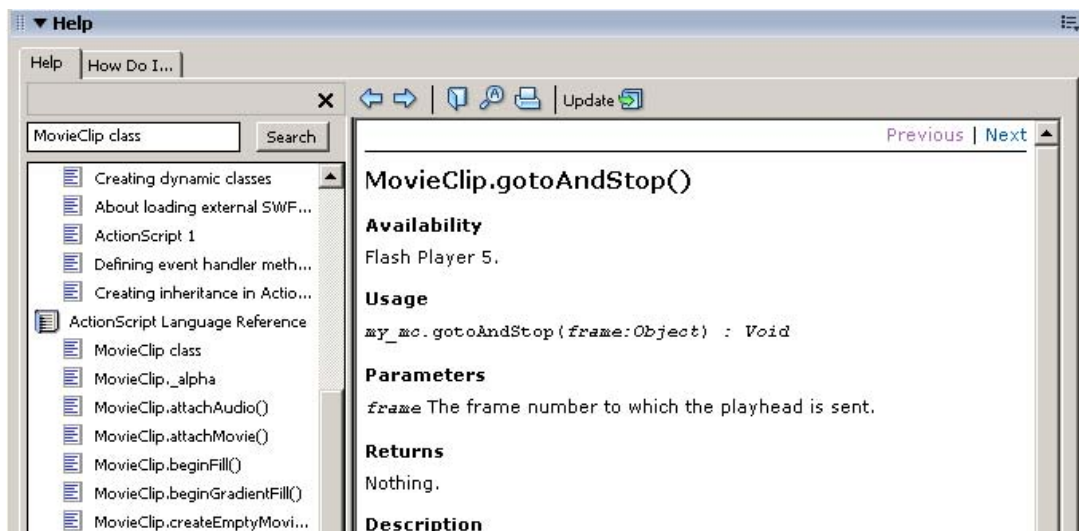 Help
Help
How Do I...
Update
MovieClip class
Search
Creating dynamic classes
About loading external SWF...
ActionScript 1
Defining event handler meth...
Creating inheritance in Actio...
ActionScript Language Reference
MovieClip class
MovieClip._alpha
MovieClip.attachAudio()
MovieClip.attachMovie()
MovieClip.beginFill()
MovieClip.beginGradientFill()
MovieClip.createEmptyMovi...
Previous | Next
MovieClip.gotoAndStop()
Availability
Flash Player 5.
Usage
my_mc.gotoAndStop(frame:Object) : Void
Parameters
frame The frame number to which the playhead is sent.
Returns
Nothing.
Description